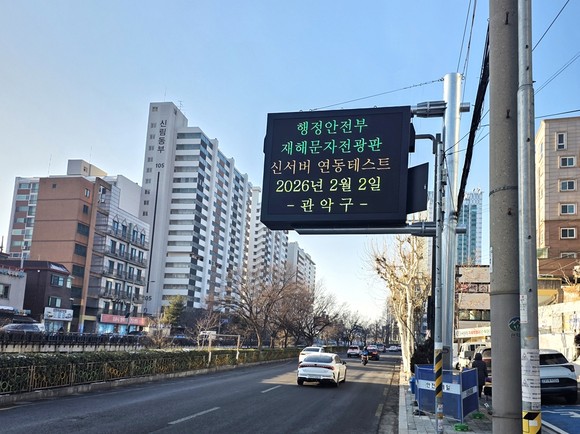 행정안전부
재해문자전광판
신서버 연동테스트
2026년 2월 2일
- 관악구 -
신림동부
105